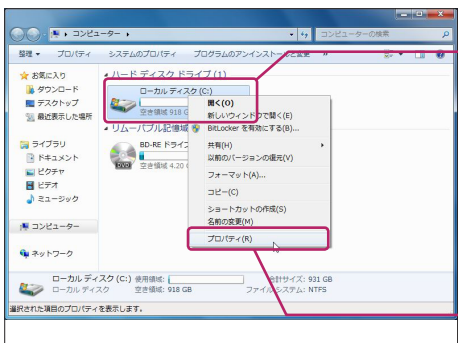 コンピューター
コンピューターの検索
整理
プロパティ
システムのプロパティ
プログラムのアンインストールと変更
»
お気に入り
ダウンロード
デスクトップ
最近表示した場所
ライブラリ
ドキュメント
ピクチャ
ビデオ
ミュージック
コンピューター
ネットワーク
ハード ディスク ドライブ (1)
ローカル ディスク (C:)
空き領域 918 G
リムーバブル記憶域
BD-RE ドライブ
空き領域 4.20
開く(O)
新しいウィンドウで開く(E)
BitLocker を有効にする(B)...
共有(H)
以前のバージョンの復元(V)
フォーマット(A)...
コピー(C)
ショートカットの作成(S)
名前の変更(M)
プロパティ(R)
ローカル ディスク (C:) 使用領域: 合計サイズ: 931 GB
ローカル ディスク 空き領域: 918 GB ファイル システム: NTFS
選択された項目のプロパティを表示します。